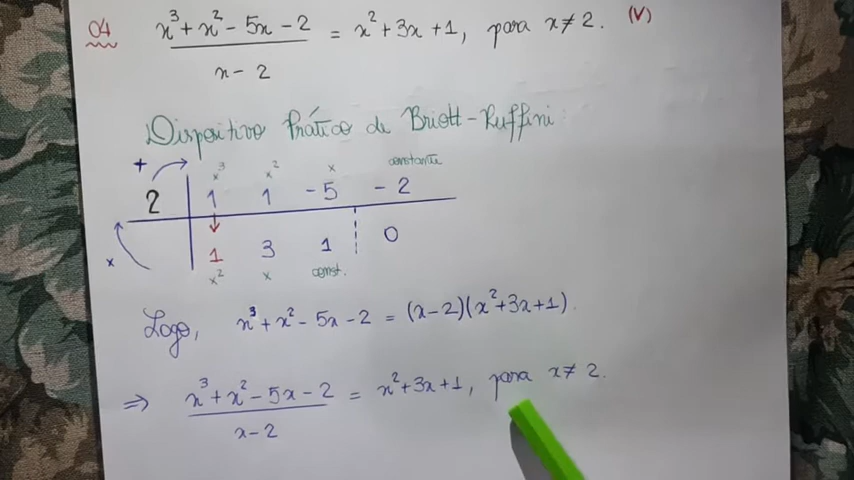 04 x³ + x² - 5x - 2 / x - 2 = x² + 3x + 1, para x ≠ 2. (V)
Dispositivo Prático de Briott-Ruffini:
+ x³ x² x constante
2 1 1 -5 -2
x 1 3 1 0
x² x const.
Logo, x³ + x² - 5x - 2 = (x-2)(x²+3x+1).
⇒ x³ + x² - 5x - 2 / x - 2 = x² + 3x + 1, para x ≠ 2.